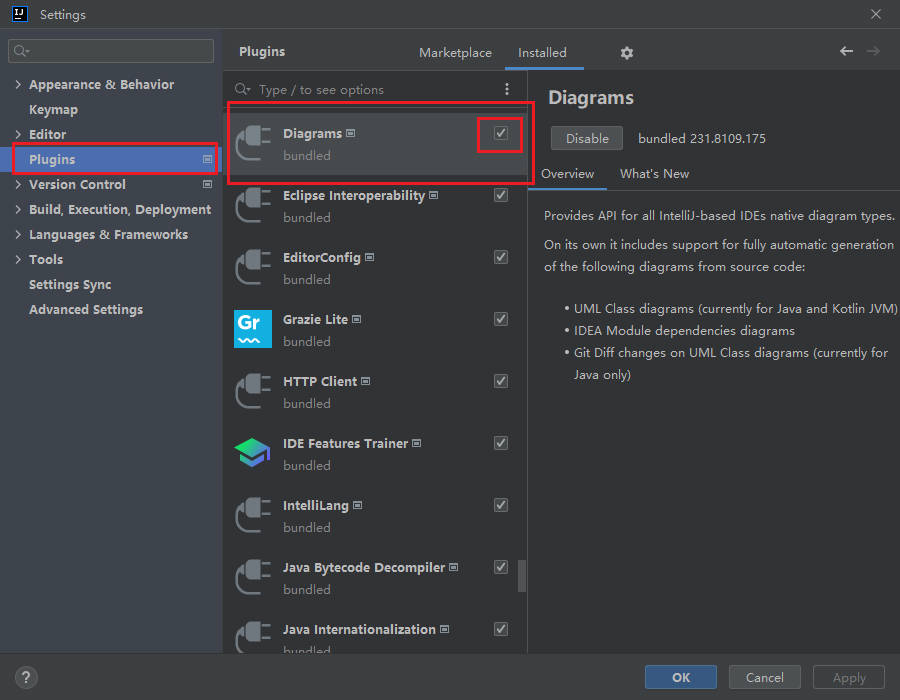 Settings
Plugins
Marketplace
Installed
Type / to see options
Appearance & Behavior
Keymap
Editor
Plugins
Version Control
Build, Execution, Deployment
Languages & Frameworks
Tools
Settings Sync
Advanced Settings
Diagrams
bundled
Eclipse Interoperability
bundled
EditorConfig
bundled
Gr
Grazie Lite
bundled
HTTP Client
bundled
IDE Features Trainer
bundled
IntelliLang
bundled
Java Bytecode Decompiler
bundled
Java Internationalization
bundled
Diagrams
Disable
bundled 231.8109.175
Overview
What's New
Provides API for all IntelliJ-based IDEs native diagram types.
On its own it includes support for fully automatic generation
of the following diagrams from source code:
• UML Class diagrams (currently for Java and Kotlin JVM)
• IDEA Module dependencies diagrams
• Git Diff changes on UML Class diagrams (currently for
Java only)
?
OK
Cancel
Apply